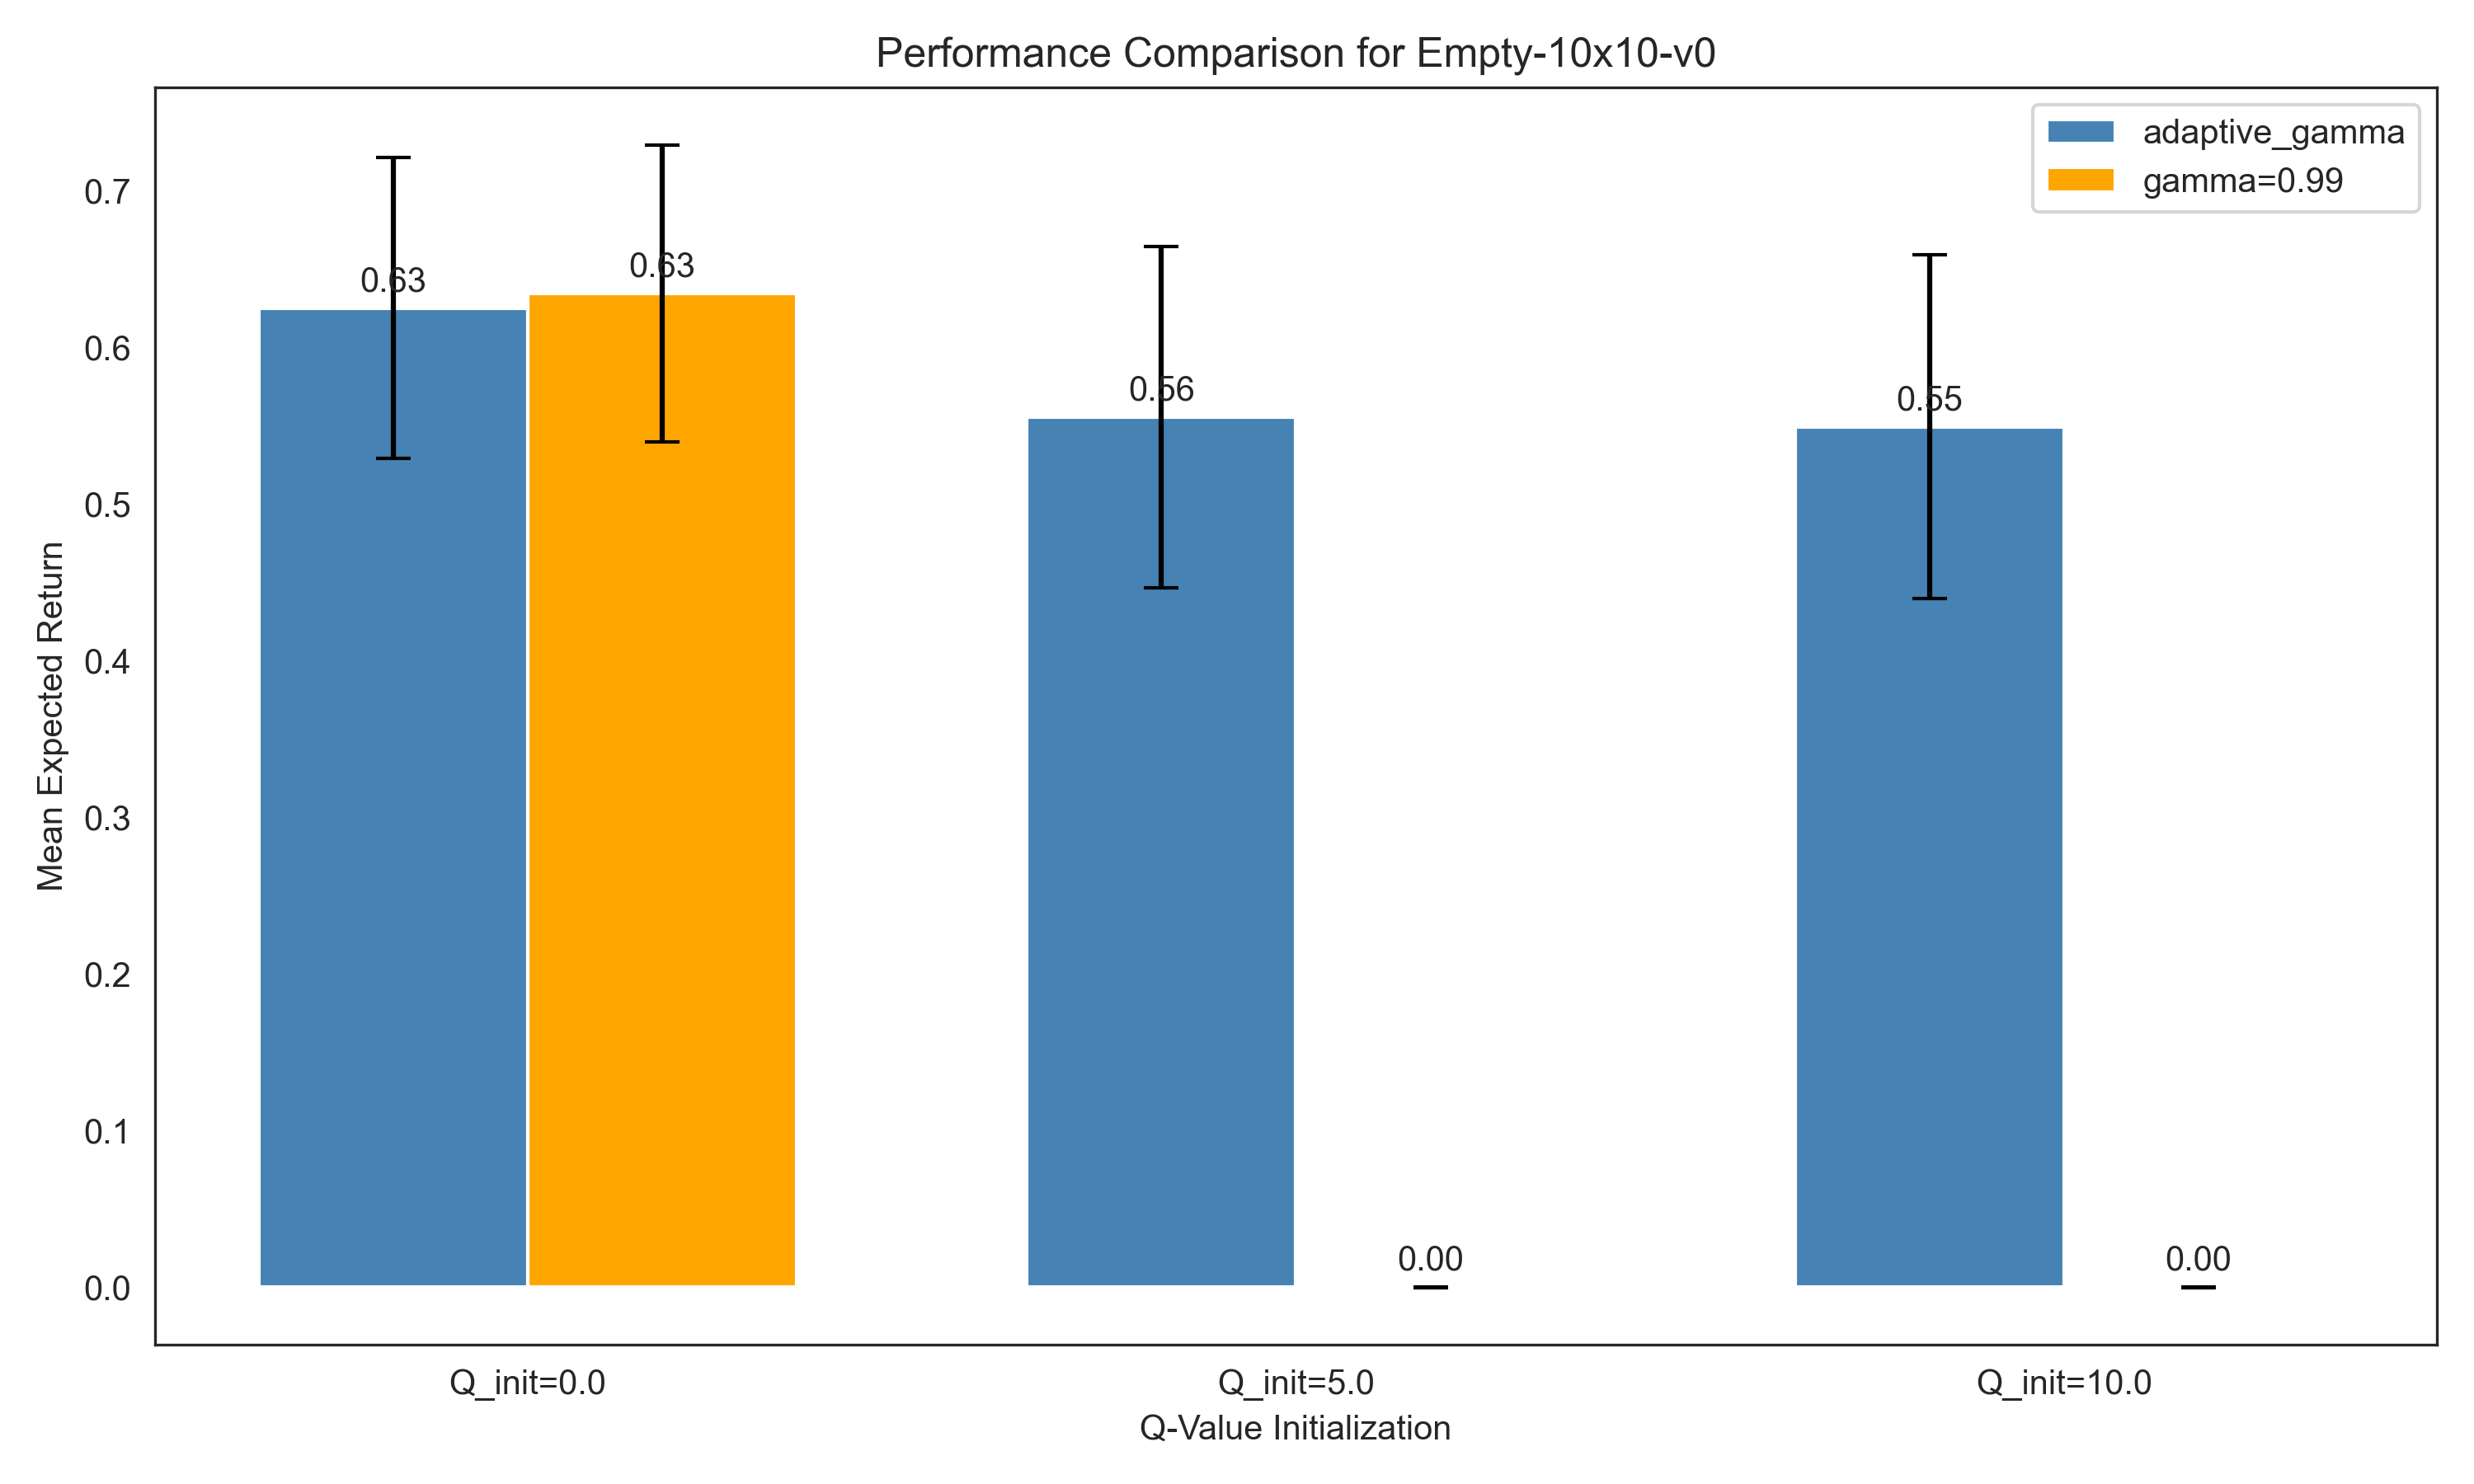 Performance Comparison for Empty-10x10-v0
adaptive_gamma
gamma=0.99
Mean Expected Return
0.7
0.6
0.5
0.4
0.3
0.2
0.1
0.0
0.63
0.63
0.56
0.00
0.55
0.00
Q_init=0.0
Q_init=5.0
Q_init=10.0
Q-Value Initialization